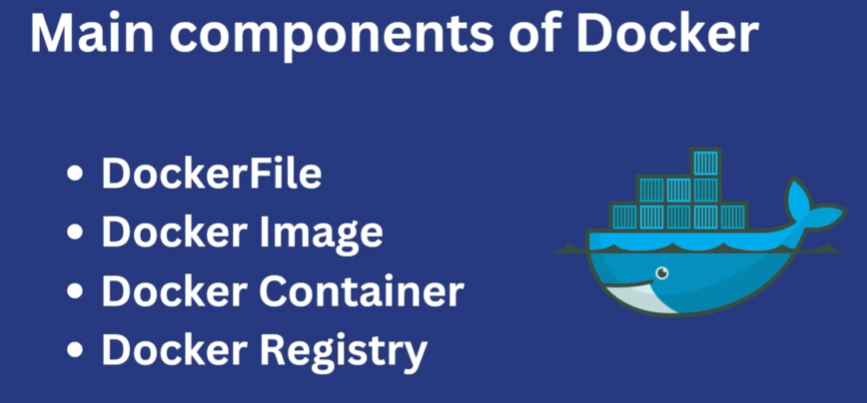 Main components of Docker
• DockerFile
• Docker Image
• Docker Container
• Docker Registry